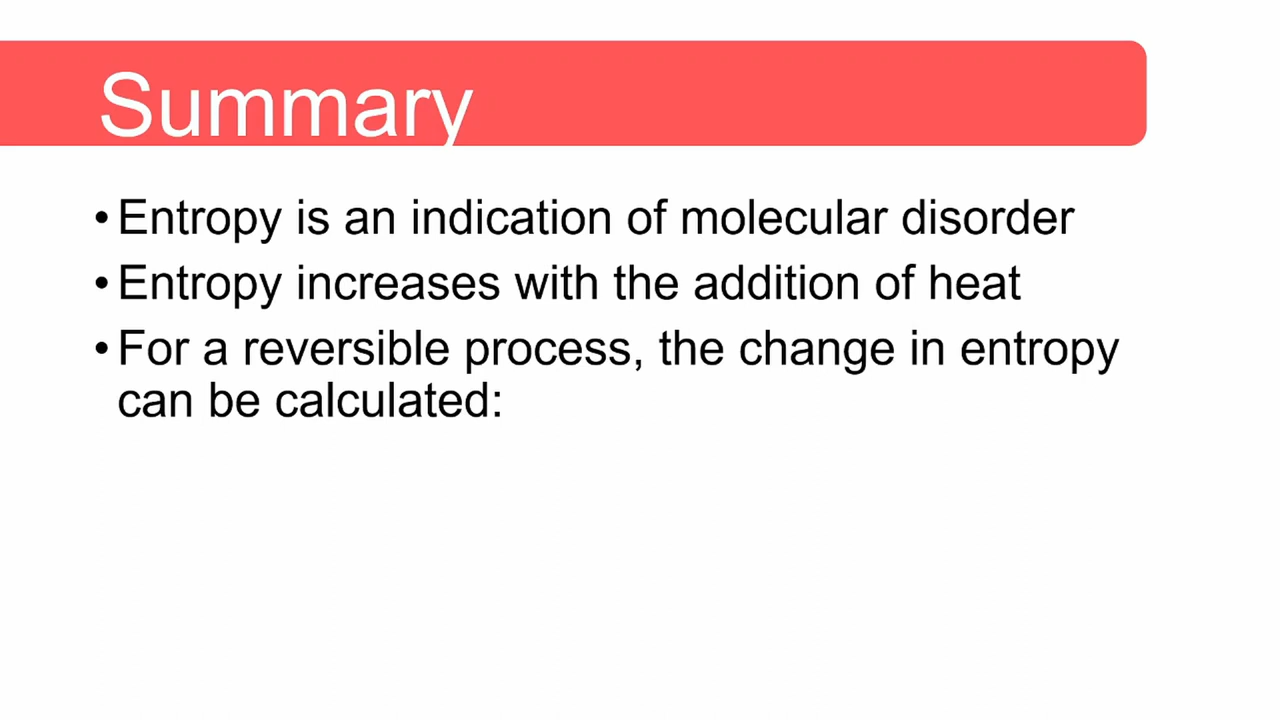 Summary
•Entropy is an indication of molecular disorder
•Entropy increases with the addition of heat
•For a reversible process, the change in entropy
can be calculated: